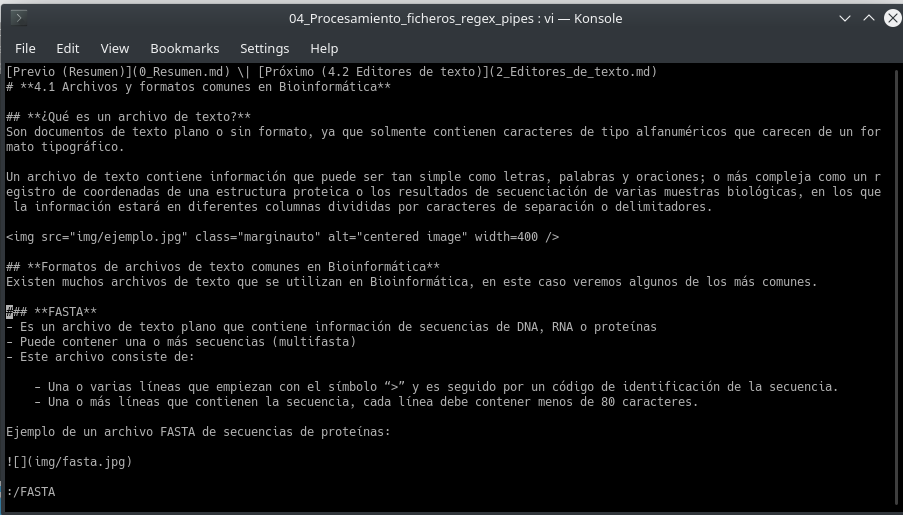 04_Procesamiento_ficheros_regex_pipes : vi — Konsole
File Edit View Bookmarks Settings Help
[Previo (Resumen)](0_Resumen.md) \| [Próximo (4.2 Editores de texto)](2_Editores_de_texto.md)
# **4.1 Archivos y formatos comunes en Bioinformática**
## **¿Qué es un archivo de texto?**
Son documentos de texto plano o sin formato, ya que solmente contienen caracteres de tipo alfanuméricos que carecen de un for
mato tipográfico.
Un archivo de texto contiene información que puede ser tan simple como letras, palabras y oraciones; o más compleja como un r
egistro de coordenadas de una estructura proteica o los resultados de secuenciación de varias muestras biológicas, en los que
la información estará en diferentes columnas divididas por caracteres de separación o delimitadores.
<img src="img/ejemplo.jpg" class="marginauto" alt="centered image" width=400 />
## **Formatos de archivos de texto comunes en Bioinformática**
Existen muchos archivos de texto que se utilizan en Bioinformática, en este caso veremos algunos de los más comunes.
### **FASTA**
- Es un archivo de texto plano que contiene información de secuencias de DNA, RNA o proteínas
- Puede contener una o más secuencias (multifasta)
- Este archivo consiste de:
- Una o varias líneas que empiezan con el símbolo “>” y es seguido por un código de identificación de la secuencia.
- Una o más líneas que contienen la secuencia, cada línea debe contener menos de 80 caracteres.
Ejemplo de un archivo FASTA de secuencias de proteínas:
![](img/fasta.jpg)
:/FASTA